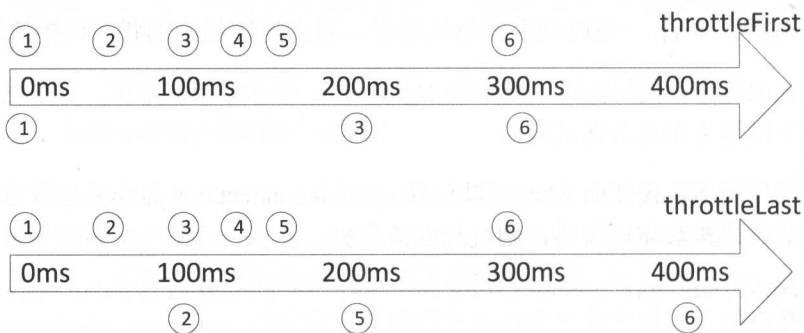 throttleFirst
1 2 3 4 5 6
0ms 100ms 200ms 300ms 400ms
1 3 6
throttleLast
1 2 3 4 5 6
0ms 100ms 200ms 300ms 400ms
2 5 6